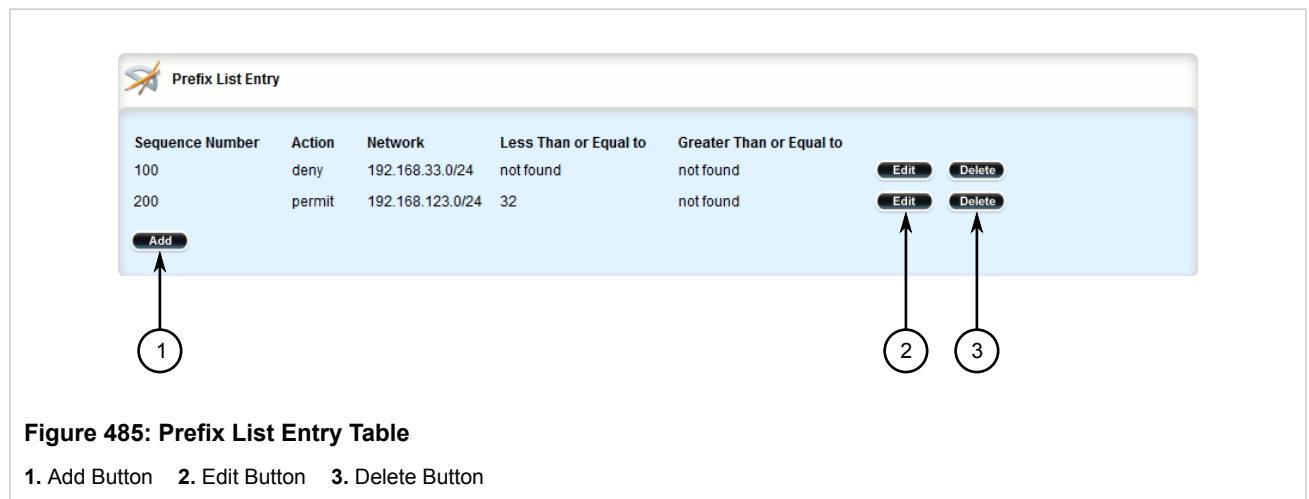 Prefix List Entry
Sequence Number Action Network Less Than or Equal to Greater Than or Equal to
100 deny 192.168.33.0/24 not found not found Edit Delete
200 permit 192.168.123.0/24 32 not found Edit Delete
Add
1 2 3
Figure 485: Prefix List Entry Table
1. Add Button 2. Edit Button 3. Delete Button